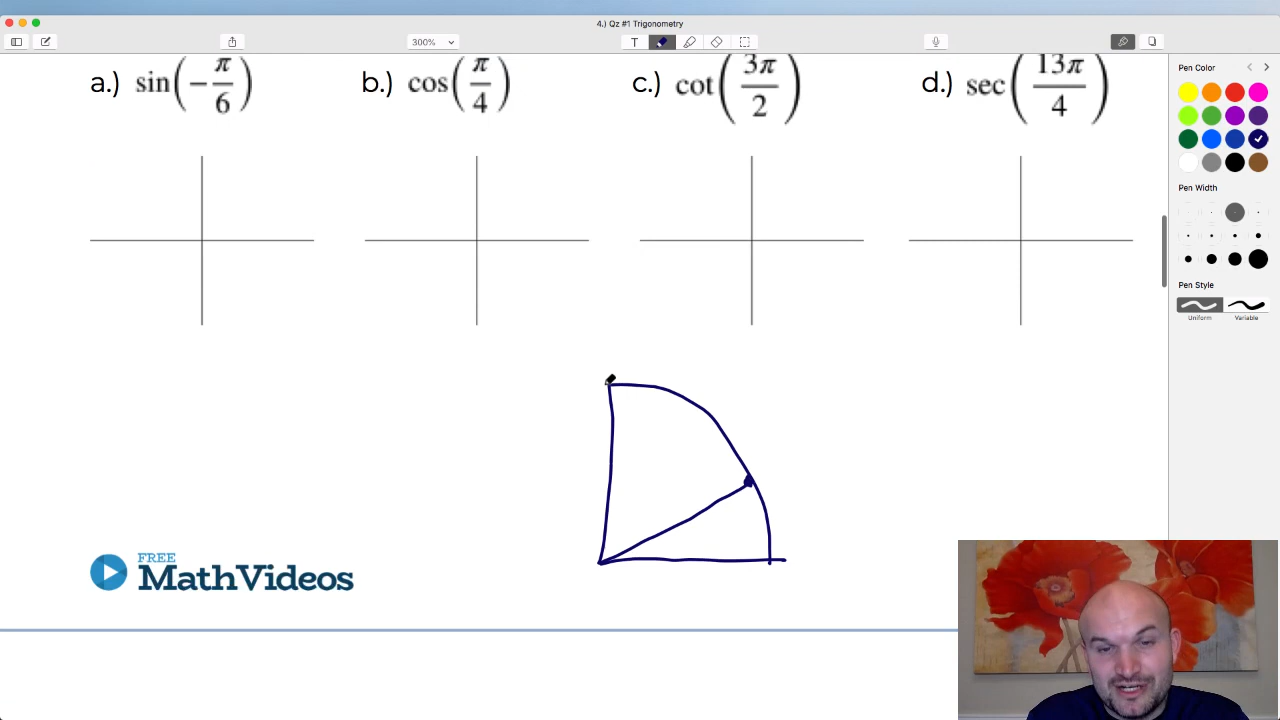 4.) Qz #1 Trigonometry
300%
T
Pen Color
a.) sin(−π/6) b.) cos(π/4) c.) cot(3π/2) d.) sec(13π/4)
Pen Width
Pen Style
Uniform Variable
FREE
MathVideos